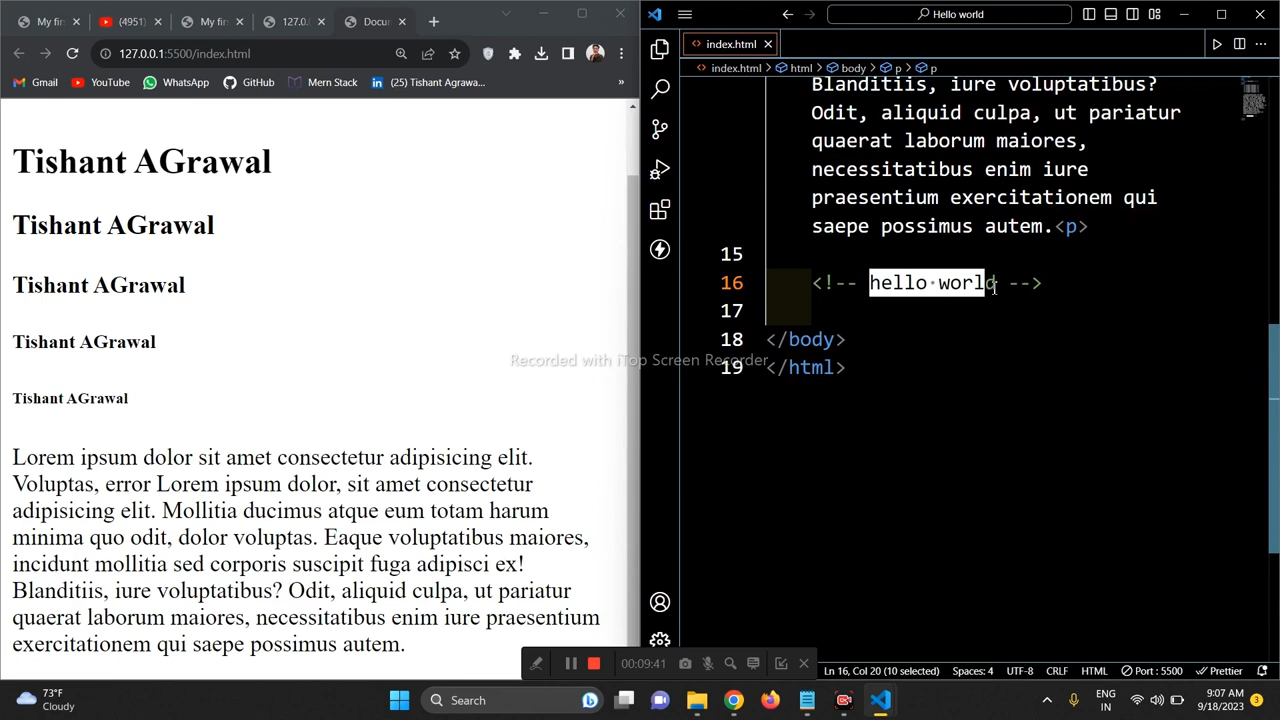 My fir
(4951)
My fir
127.0.
Docur
Hello world
127.0.0.1:5500/index.html
index.html
Gmail
YouTube
WhatsApp
GitHub
Mern Stack
(25) Tishant Agrawa...
»
index.html > html > body > p > p
Tishant AGrawal
Tishant AGrawal
Tishant AGrawal
Tishant AGrawal
Tishant AGrawal
Lorem ipsum dolor sit amet consectetur adipisicing elit.
Voluptas, error Lorem ipsum dolor, sit amet consectetur
adipisicing elit. Mollitia ducimus atque eum totam harum
minima quo odit, dolor voluptas. Eaque voluptatibus maiores,
incidunt mollitia sed corporis suscipit fuga adipisci ex!
Blanditiis, iure voluptatibus? Odit, aliquid culpa, ut pariatur
quaerat laborum maiores, necessitatibus enim iure praesentium
exercitationem qui saepe possimus autem.
Blanditiis, iure voluptatibus?
Odit, aliquid culpa, ut pariatur
quaerat laborum maiores,
necessitatibus enim iure
praesentium exercitationem qui
saepe possimus autem.<p>
15
16 <!-- hello·world -->
17
18 </body>
19 </html>
Recorded with iTop Screen Recorder
00:09:41
Ln 16, Col 20 (10 selected)
Spaces: 4
UTF-8
CRLF
HTML
Port : 5500
Prettier
73°F
Cloudy
Search
ENG
IN
9:07 AM
9/18/2023
3